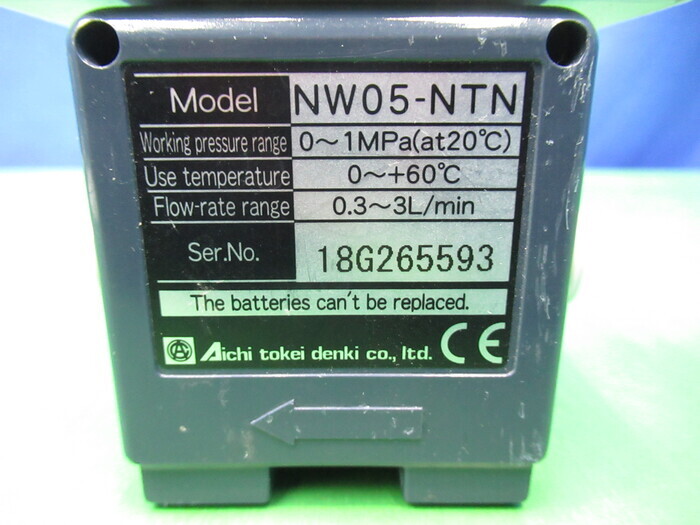 Model NW05-NTN
Working pressure range 0～1MPa(at20℃)
Use temperature 0～+60℃
Flow-rate range 0.3～3L/min
Ser.No. 18G265593
The batteries can't be replaced.
Aichi tokei denki co., ltd. CE